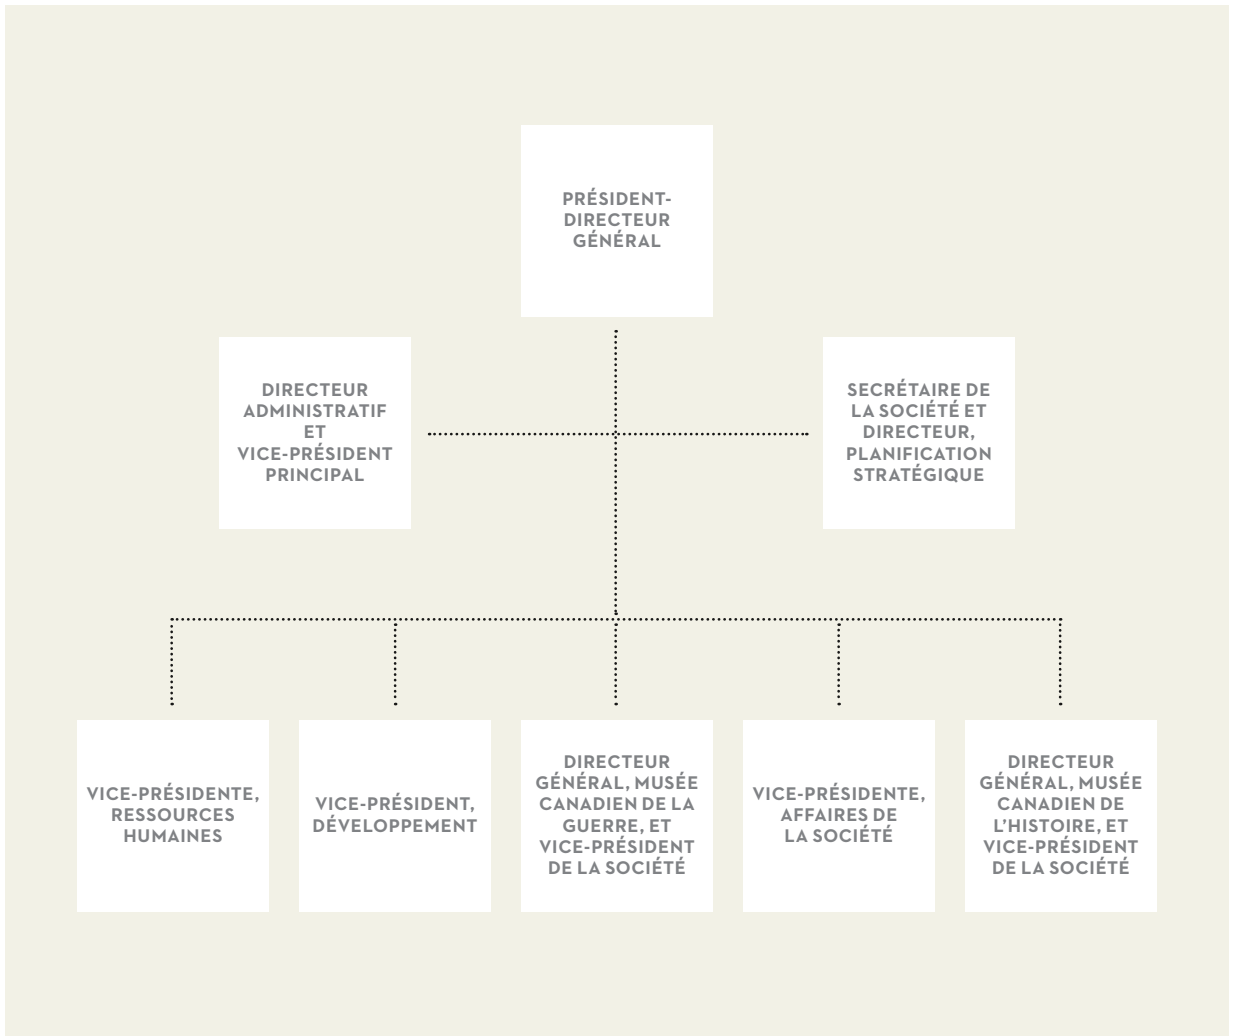 PRÉSIDENT-
DIRECTEUR
GÉNÉRAL
DIRECTEUR
ADMINISTRATIF
ET
VICE-PRÉSIDENT
PRINCIPAL
SECRÉTAIRE DE
LA SOCIÉTÉ ET
DIRECTEUR,
PLANIFICATION
STRATÉGIQUE
VICE-PRÉSIDENTE,
RESSOURCES
HUMAINES
VICE-PRÉSIDENT,
DÉVELOPPEMENT
DIRECTEUR
GÉNÉRAL, MUSÉE
CANADIEN DE LA
GUERRE, ET
VICE-PRÉSIDENT
DE LA SOCIÉTÉ
VICE-PRÉSIDENTE,
AFFAIRES DE
LA SOCIÉTÉ
DIRECTEUR
GÉNÉRAL, MUSÉE
CANADIEN DE
L’HISTOIRE, ET
VICE-PRÉSIDENT
DE LA SOCIÉTÉ